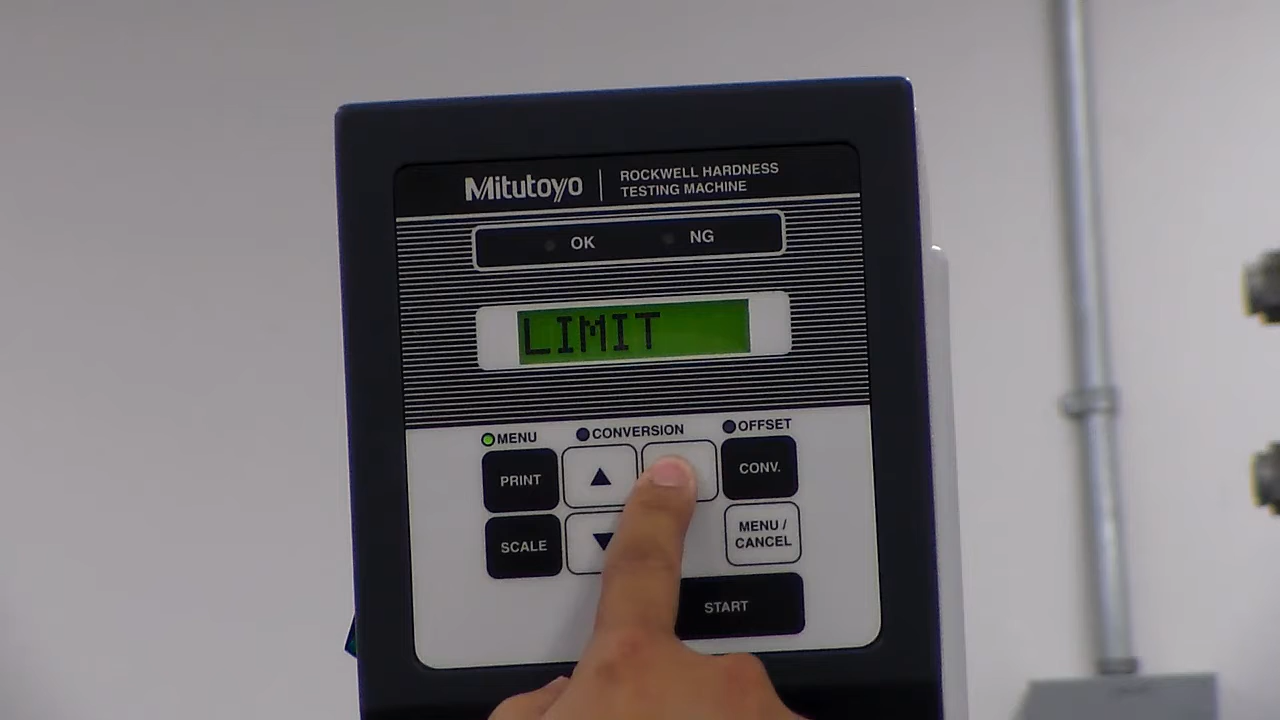 Mitutoyo
ROCKWELL HARDNESS
TESTING MACHINE
OK
NG
LIMIT
MENU
CONVERSION
OFFSET
PRINT
▲
CONV.
SCALE
▼
MENU /
CANCEL
START